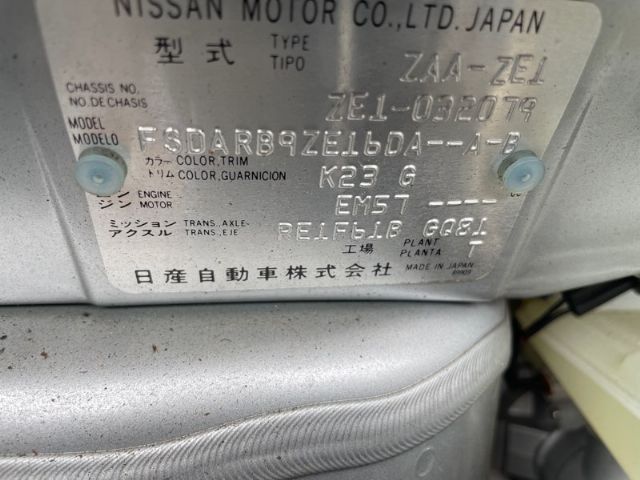 NISSAN MOTOR CO.,LTD. JAPAN
型式 TYPE TIPO ZAA-ZE1
CHASSIS NO. NO.DE CHASIS ZE1-032079
MODEL MODELO FSDARB9ZE16DA--A-B
カラー COLOR,TRIM
トリム COLOR,GUARNICION K23 G
ENGINE
ジン MOTOR EM57 ----
ミッション TRANS.,AXLE
アクスル TRANS.,EJE RE1F61B GQ81
工場 PLANT PLANTA T
日産自動車株式会社 MADE IN JAPAN